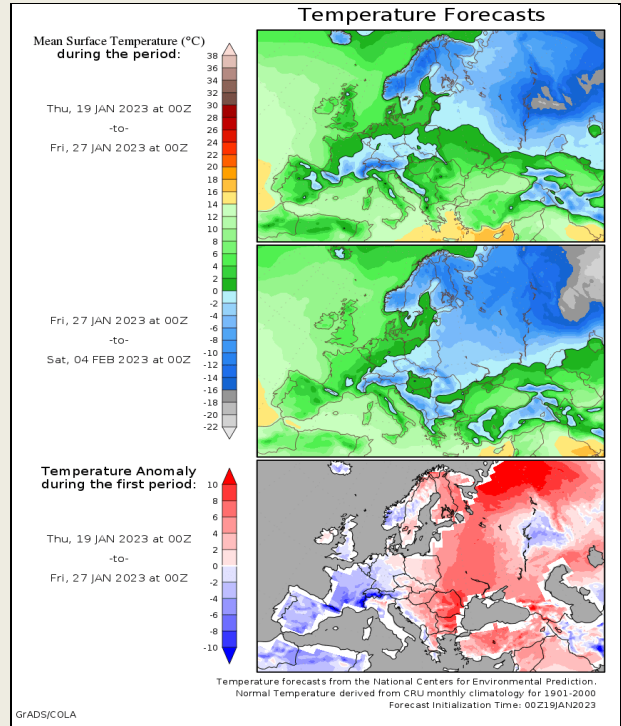 Temperature Forecasts
Mean Surface Temperature (°C)
during the period:
Thu, 19 JAN 2023 at 00Z
-to-
Fri, 27 JAN 2023 at 00Z
38
36
34
32
30
28
26
24
22
20
18
16
14
12
10
8
6
4
2
0
-2
-4
-6
-8
-10
-12
-14
-16
-18
-20
-22
Fri, 27 JAN 2023 at 00Z
-to-
Sat, 04 FEB 2023 at 00Z
Temperature Anomaly
during the first period:
Thu, 19 JAN 2023 at 00Z
-to-
Fri, 27 JAN 2023 at 00Z
10
8
6
4
2
0
-2
-4
-6
-8
-10
Temperature forecasts from the National Centers for Environmental Prediction.
Normal Temperature derived from CRU monthly climatology for 1901-2000
Forecast Initialization Time: 00Z19JAN2023
GrADS/COLA